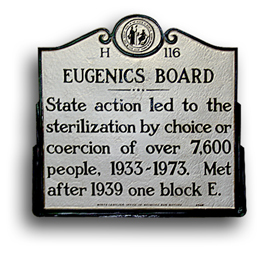 H 116
EUGENICS BOARD
State action led to the
sterilization by choice or
coercion of over 7,600
people, 1933-1973. Met
after 1939 one block E.